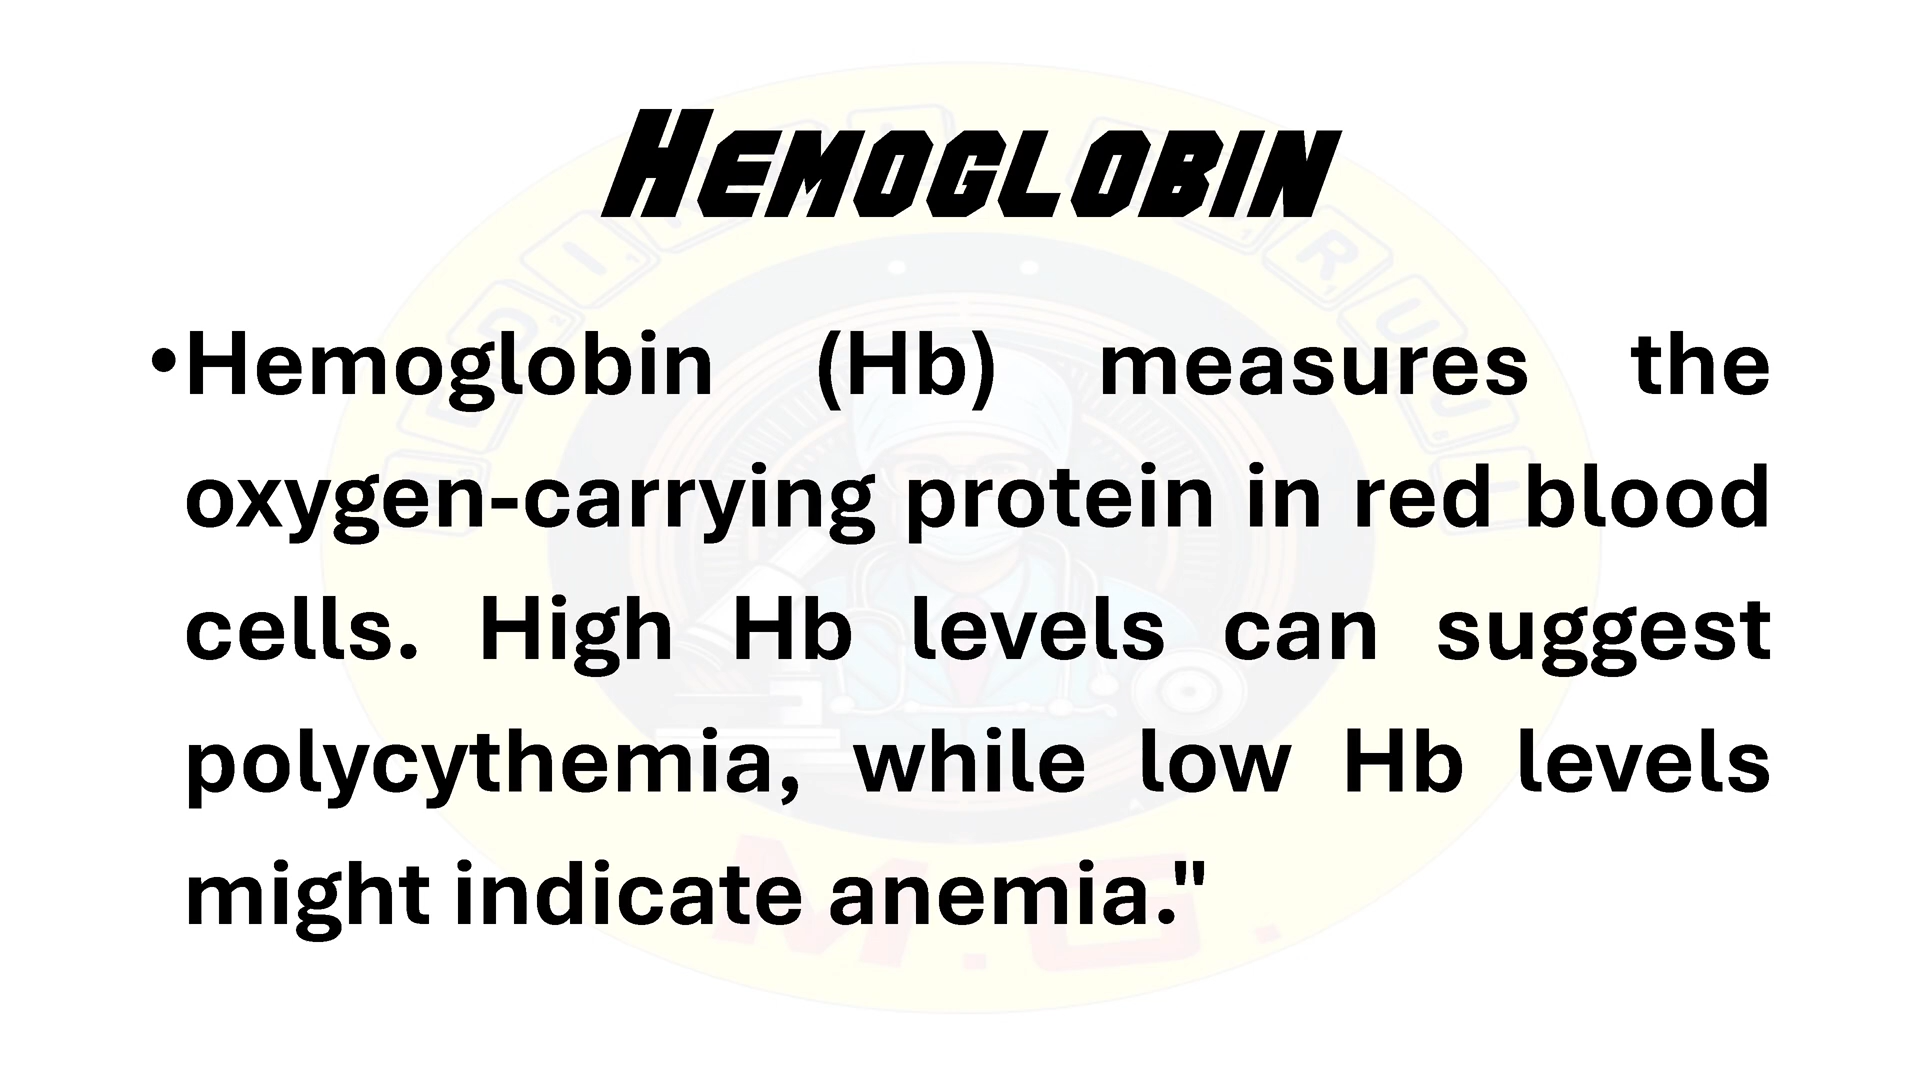 Hemoglobin
•Hemoglobin (Hb) measures the
oxygen-carrying protein in red blood
cells. High Hb levels can suggest
polycythemia, while low Hb levels
might indicate anemia."
M.G.